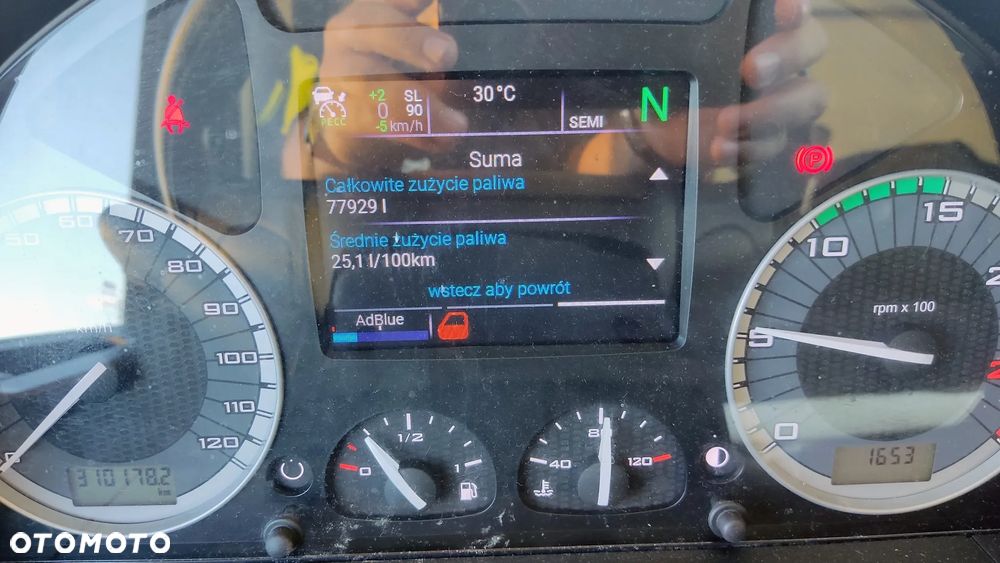 +2 SL
0 90
PECC -5 km/h
30°C
SEMI
N
Suma
Całkowite zużycie paliwa
77929 l
Średnie zużycie paliwa
25,1 l/100km
wstecz aby powrót
AdBlue
50 60 70 80 90 100 110 120
km/h
310178.2
km
0 1/2 1
40 80 120
P
0 5 10 15
rpm x 100
1653
OTOMOTO